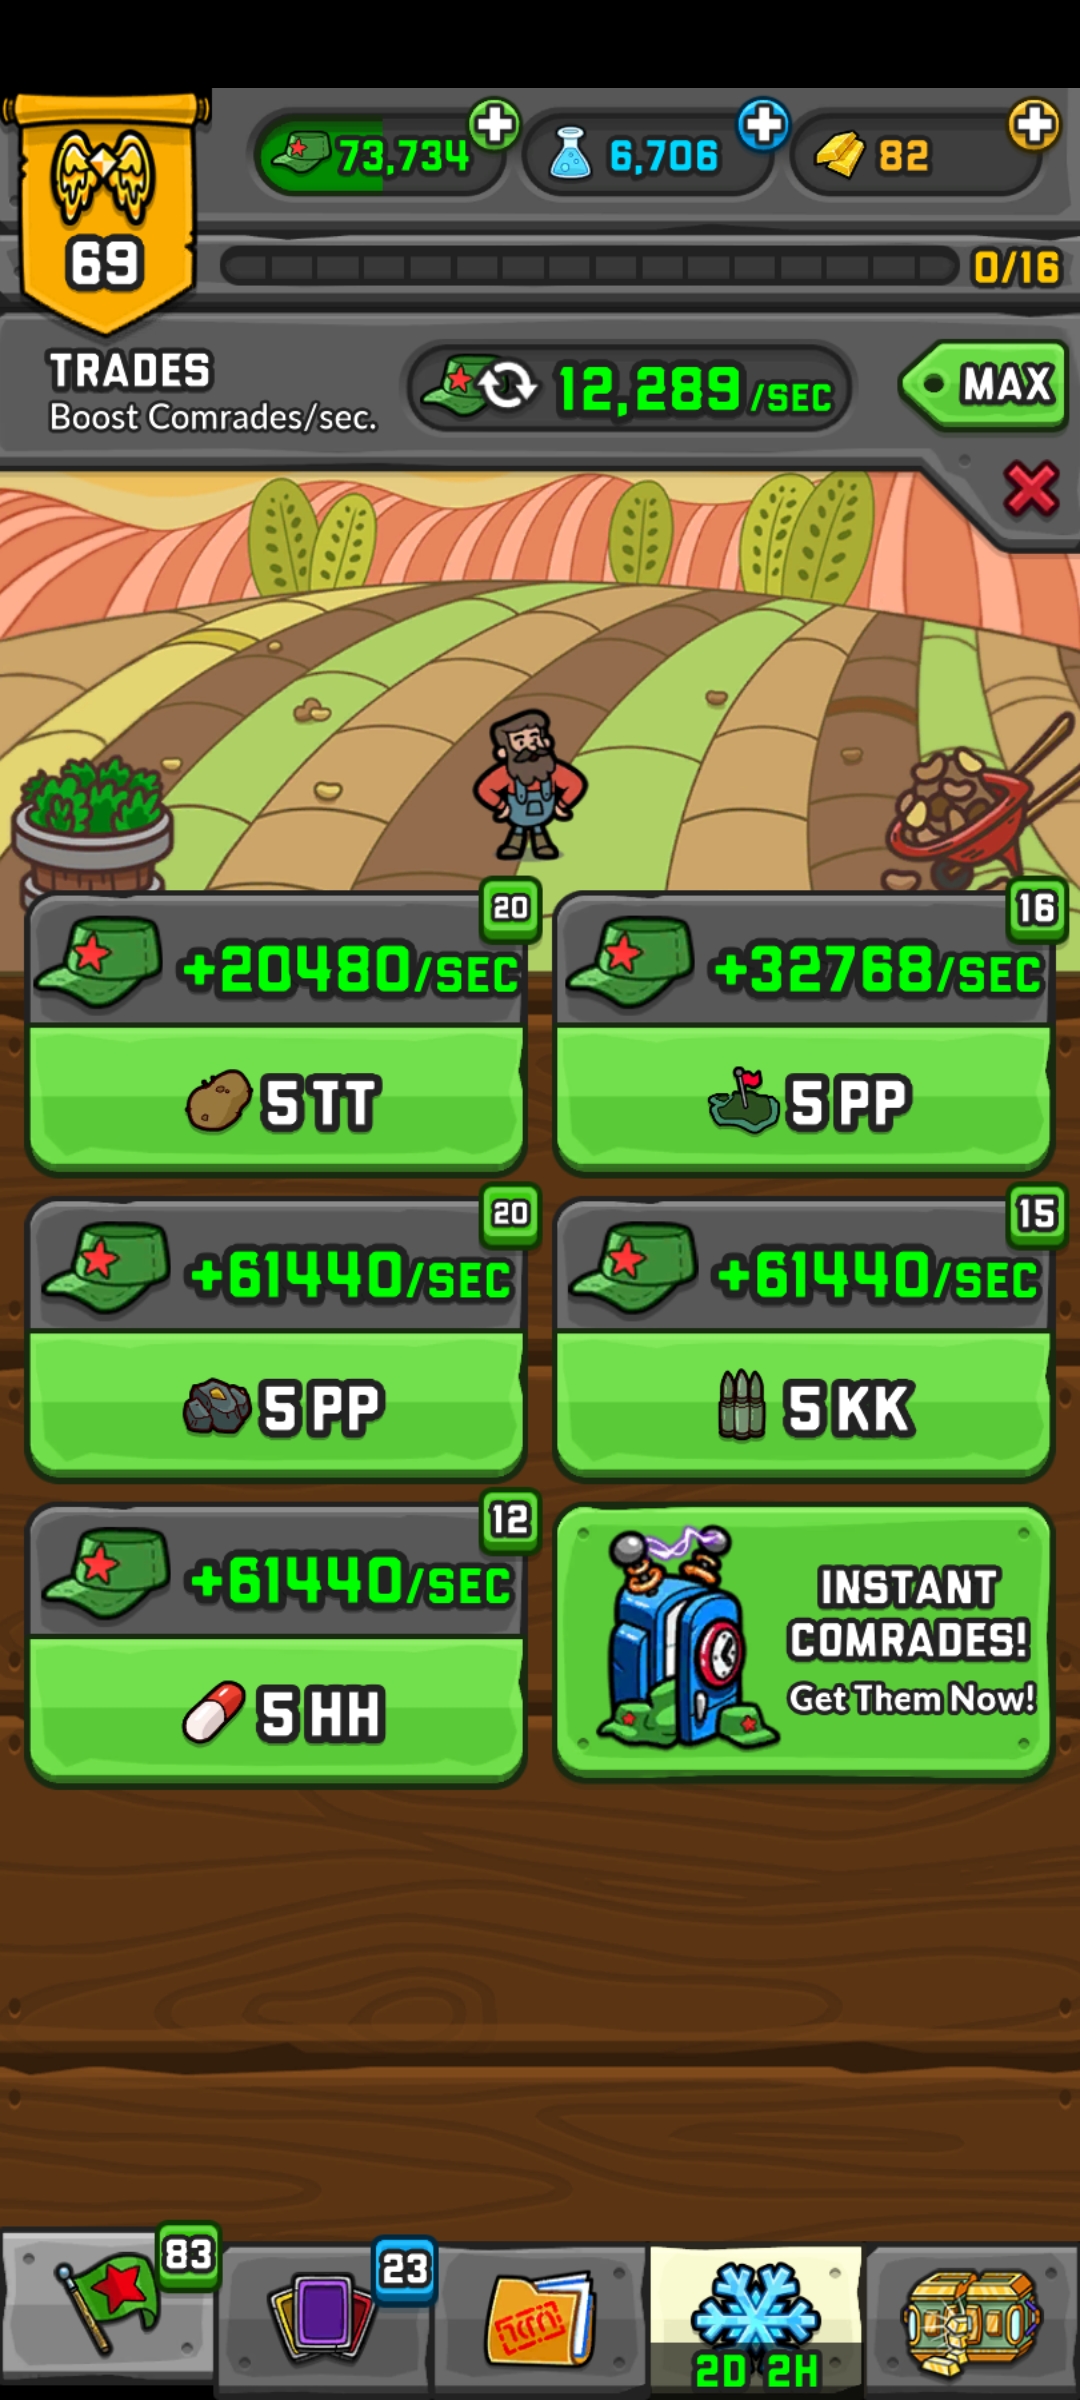 73,734
6,706
82
69
0/16
TRADES
Boost Comrades/sec.
12,289/SEC
MAX
20
+20480/SEC
5 TT
16
+32768/SEC
5 PP
20
+61440/SEC
5 PP
15
+61440/SEC
5 KK
12
+61440/SEC
5 HH
INSTANT
COMRADES!
Get Them Now!
83
23
2D 2H